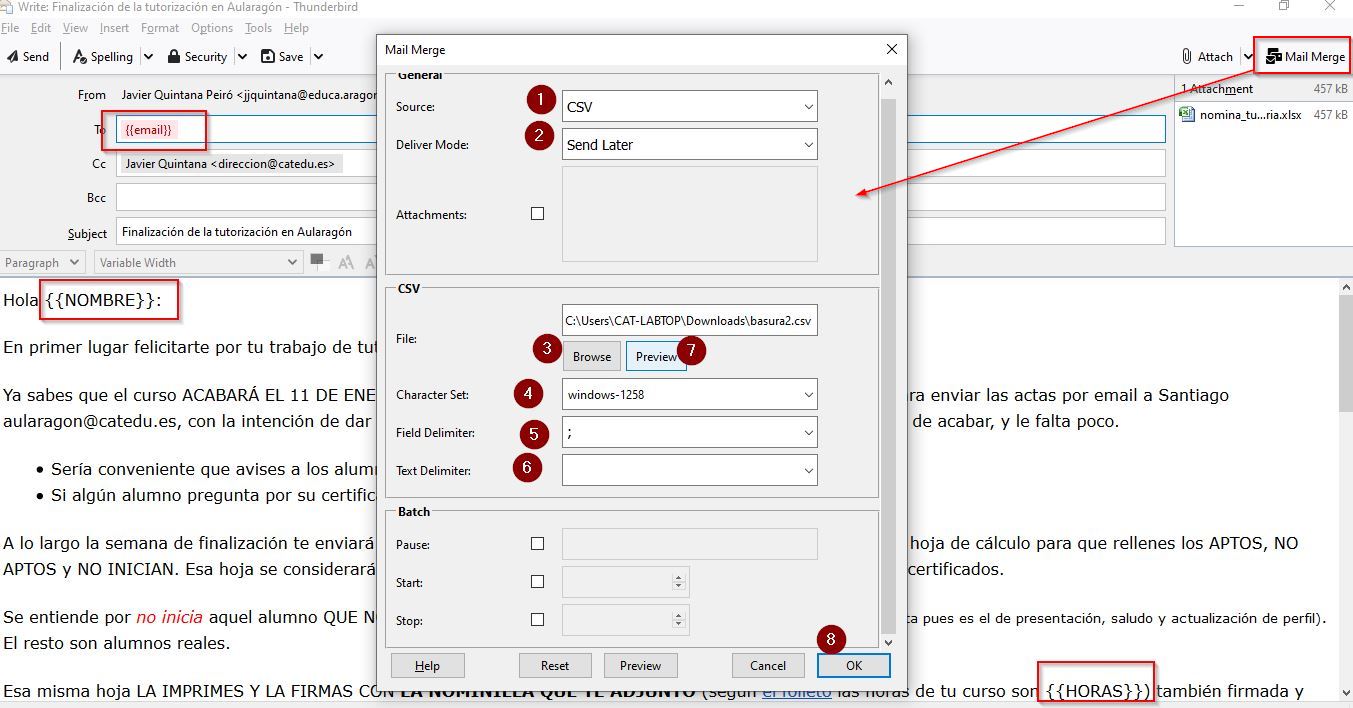 Write: Finalización de la tutorización en Aularagón - Thunderbird
File Edit View Insert Format Options Tools Help
Send Spelling Security Save Attach Mail Merge
From Javier Quintana Peiró <jjquintana@educa.aragon
To {{email}}
Cc Javier Quintana <direccion@catedu.es>
Bcc
Subject Finalización de la tutorización en Aularagón
1 Attachment 457 kB
nomina_tu...ria.xlsx 457 kB
Paragraph Variable Width
Mail Merge
General
1
Source: CSV
2
Deliver Mode: Send Later
Attachments:
CSV
File: C:\Users\CAT-LABTOP\Downloads\basura2.csv
3 Browse Preview 7
Character Set: 4 windows-1258
Field Delimiter: 5 ;
Text Delimiter: 6
Batch
Pause:
Start:
Stop:
8
Help Reset Preview Cancel OK
Hola {{NOMBRE}}:
En primer lugar felicitarte por tu trabajo de tu
Ya sabes que el curso ACABARÁ EL 11 DE ENE ra enviar las actas por email a Santiago
aularagon@catedu.es, con la intención de dar de acabar, y le falta poco.
• Sería conveniente que avises a los alum
• Si algún alumno pregunta por su certific
A lo largo la semana de finalización te enviará hoja de cálculo para que rellenes los APTOS, NO
APTOS y NO INICIAN. Esa hoja se considerará certificados.
Se entiende por no inicia aquel alumno QUE N ta pues es el de presentación, saludo y actualización de perfil).
El resto son alumnos reales.
Esa misma hoja LA IMPRIMES Y LA FIRMAS CON LA NOMINILLA QUE TE ADJUNTO (según el folleto las horas de tu curso son {{HORAS}}) también firmada y